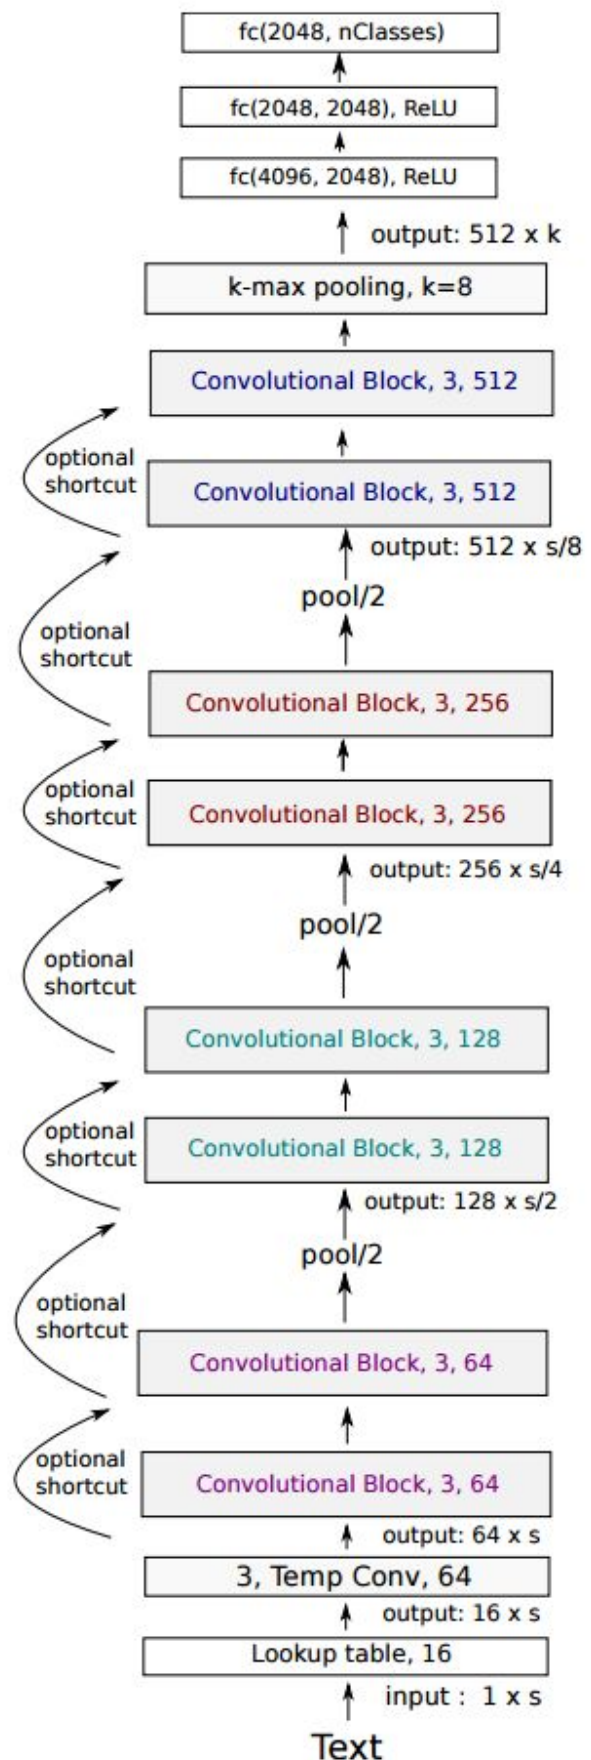 fc(2048, nClasses)
fc(2048, 2048), ReLU
fc(4096, 2048), ReLU
output: 512 x k
k-max pooling, k=8
Convolutional Block, 3, 512
optional
shortcut
Convolutional Block, 3, 512
output: 512 x s/8
pool/2
optional
shortcut
Convolutional Block, 3, 256
optional
shortcut
Convolutional Block, 3, 256
output: 256 x s/4
pool/2
optional
shortcut
Convolutional Block, 3, 128
optional
shortcut
Convolutional Block, 3, 128
output: 128 x s/2
pool/2
optional
shortcut
Convolutional Block, 3, 64
optional
shortcut
Convolutional Block, 3, 64
output: 64 x s
3, Temp Conv, 64
output: 16 x s
Lookup table, 16
input : 1 x s
Text